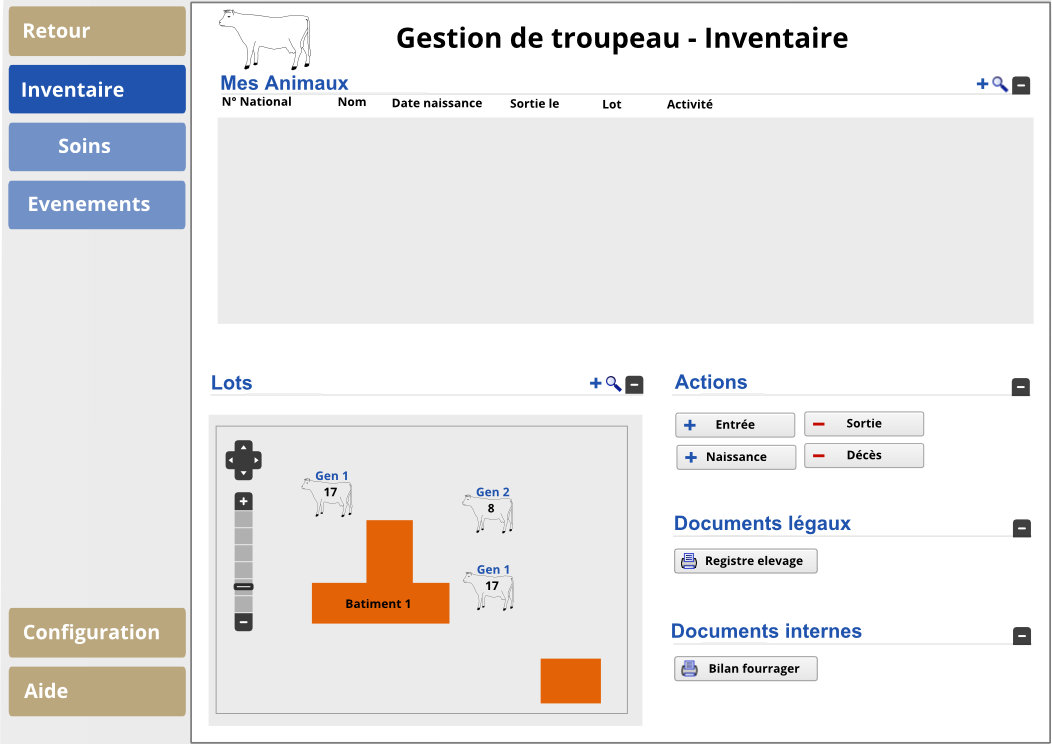 Retour
Inventaire
Soins
Evenements
Configuration
Aide
Gestion de troupeau - Inventaire
Mes Animaux
N° National Nom Date naissance Sortie le Lot Activité
Lots
Gen 1
17
Gen 2
8
Gen 1
17
Batiment 1
Actions
Entrée
Sortie
Naissance
Décès
Documents légaux
Registre elevage
Documents internes
Bilan fourrager